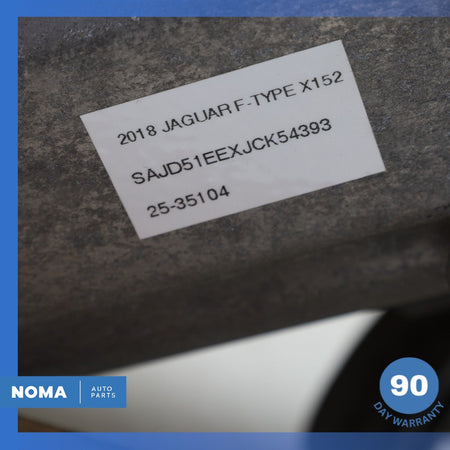 2018 JAGUAR F-TYPE X152
SAJD51EEXJCK54393
25-35104
NOMA AUTO PARTS
90
DAY WARRANTY